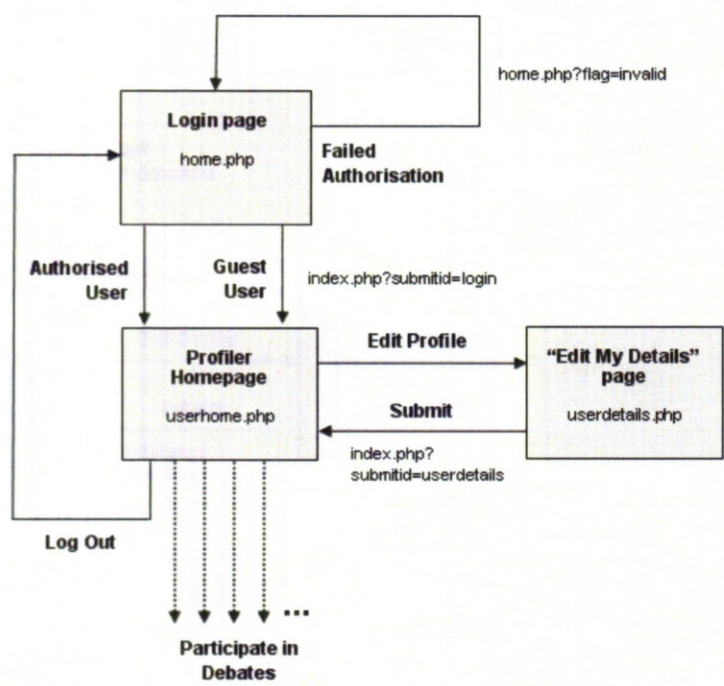 home.php?flag=invalid
Login page
home.php
Failed
Authorisation
Authorised
User
Guest
User
index.php?submitid=login
Profiler
Homepage
userhome.php
Edit Profile
"Edit My Details"
page
userdetails.php
Submit
index.php?
submitid=userdetails
Log Out
...
Participate in
Debates